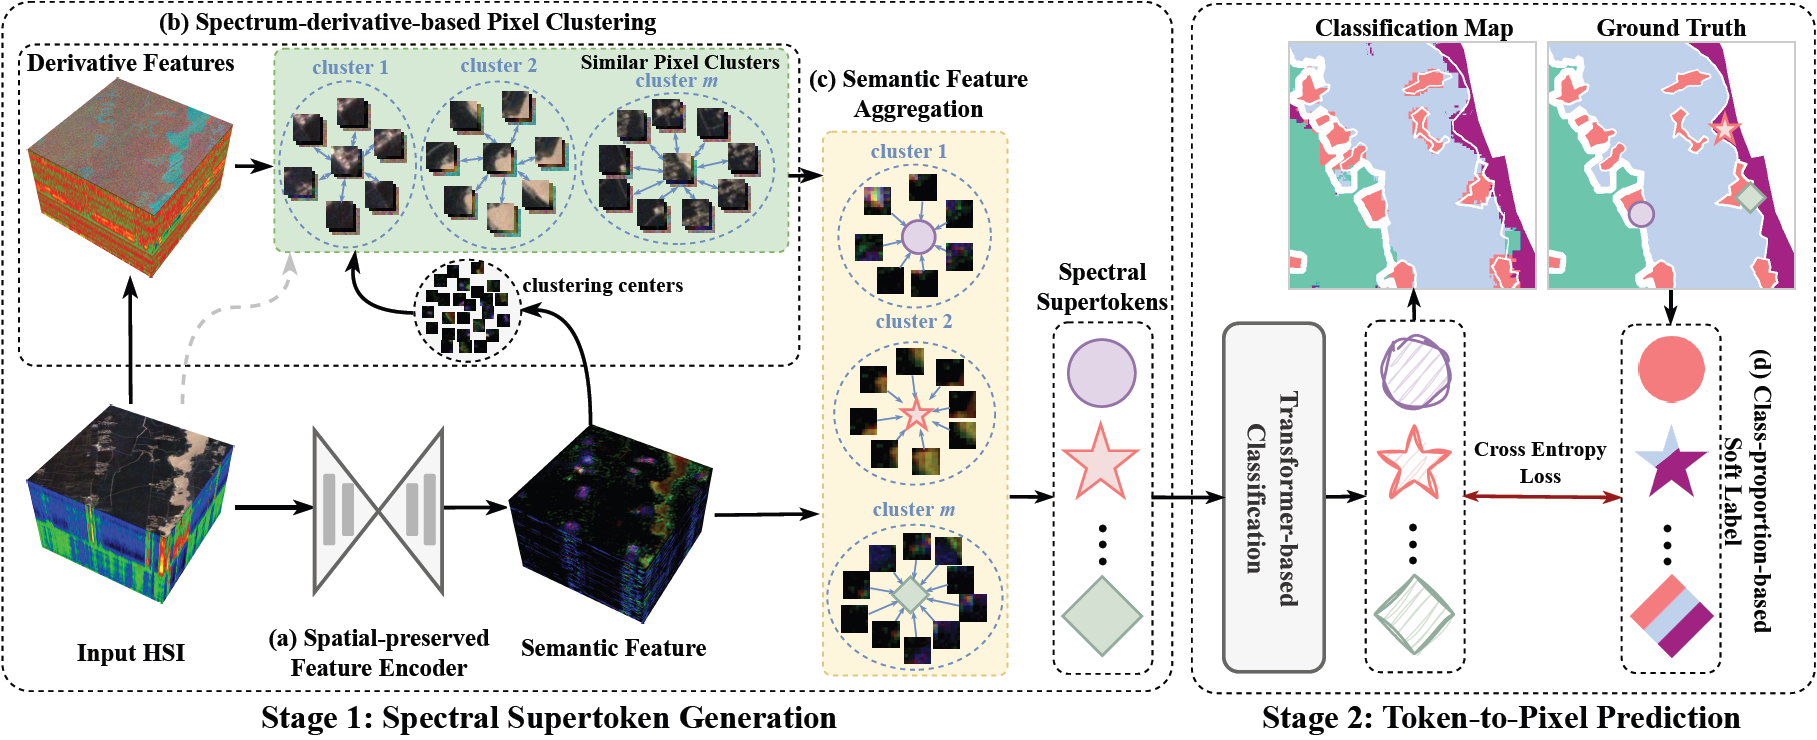 (b) Spectrum-derivative-based Pixel Clustering
Derivative Features
cluster 1
cluster 2
Similar Pixel Clusters
cluster m
clustering centers
(c) Semantic Feature
Aggregation
cluster 1
cluster 2
cluster m
Input HSI
(a) Spatial-preserved
Feature Encoder
Semantic Feature
Spectral
Supertokens
Stage 1: Spectral Supertoken Generation
Classification Map
Ground Truth
Transformer-based
Classification
Cross Entropy
Loss
(d) Class-proportion-based
Soft Label
Stage 2: Token-to-Pixel Prediction